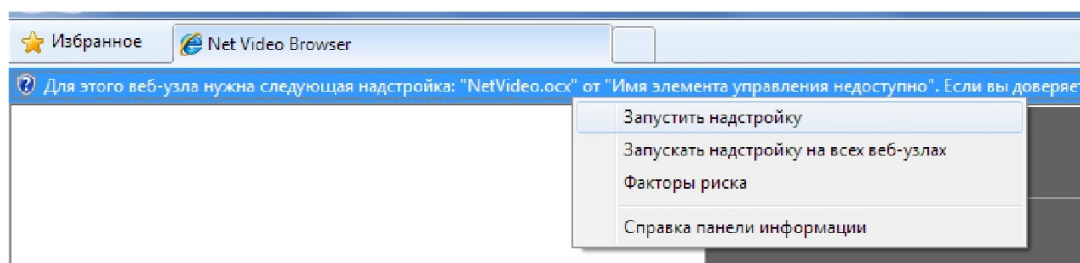 Избранное
Net Video Browser
Для этого веб-узла нужна следующая надстройка: "NetVideo.ocx" от "Имя элемента управления недоступно". Если вы доверяет
Запустить надстройку
Запускать надстройку на всех веб-узлах
Факторы риска
Справка панели информации